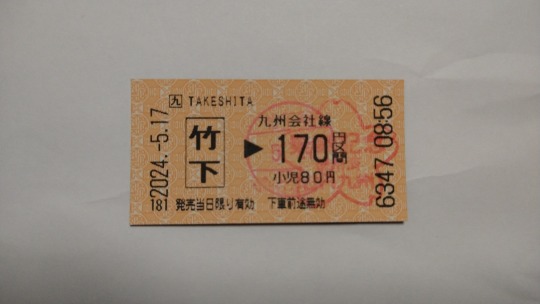 九 TAKESHITA
2024.-5.17
竹下
九州会社線
▶170円区間
小児80円
6347 08:56
181 発売当日限り有効 下車前途無効